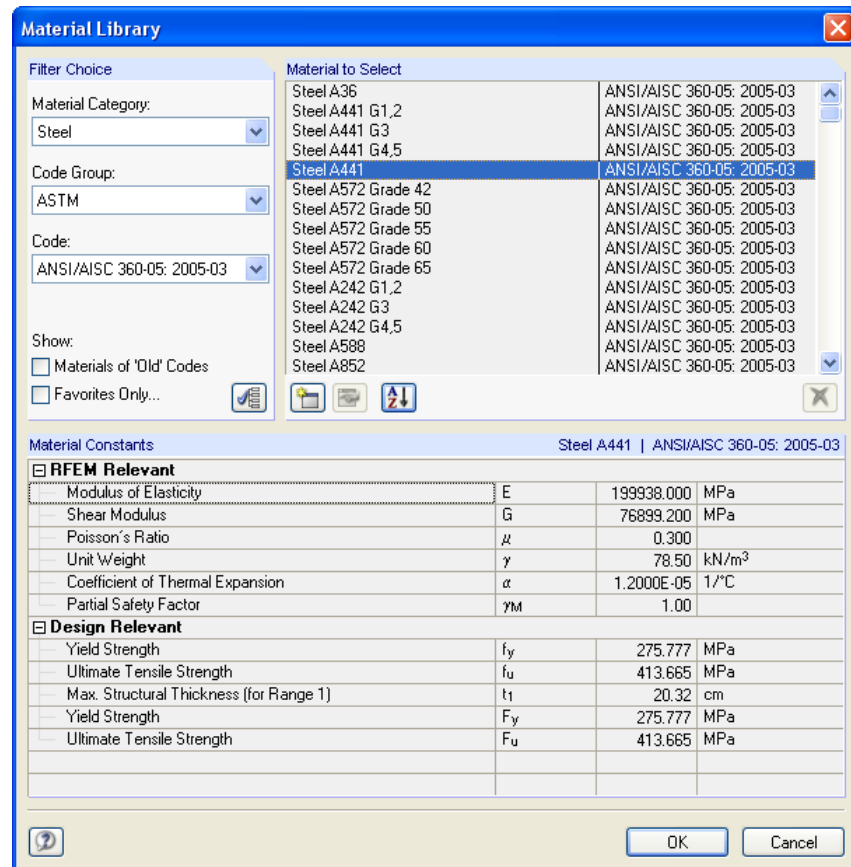 Material Library
Filter Choice
Material Category:
Steel
Code Group:
ASTM
Code:
ANSI/AISC 360-05: 2005-03
Show:
Materials of 'Old' Codes
Favorites Only...
Material to Select
Steel A36 ANSI/AISC 360-05: 2005-03
Steel A441 G1,2 ANSI/AISC 360-05: 2005-03
Steel A441 G3 ANSI/AISC 360-05: 2005-03
Steel A441 G4,5 ANSI/AISC 360-05: 2005-03
Steel A441 ANSI/AISC 360-05: 2005-03
Steel A572 Grade 42 ANSI/AISC 360-05: 2005-03
Steel A572 Grade 50 ANSI/AISC 360-05: 2005-03
Steel A572 Grade 55 ANSI/AISC 360-05: 2005-03
Steel A572 Grade 60 ANSI/AISC 360-05: 2005-03
Steel A572 Grade 65 ANSI/AISC 360-05: 2005-03
Steel A242 G1,2 ANSI/AISC 360-05: 2005-03
Steel A242 G3 ANSI/AISC 360-05: 2005-03
Steel A242 G4,5 ANSI/AISC 360-05: 2005-03
Steel A588 ANSI/AISC 360-05: 2005-03
Steel A852 ANSI/AISC 360-05: 2005-03
A Z
Material Constants Steel A441 | ANSI/AISC 360-05: 2005-03
RFEM Relevant
Modulus of Elasticity E 199938.000 MPa
Shear Modulus G 76899.200 MPa
Poisson´s Ratio μ 0.300
Unit Weight γ 78.50 kN/m³
Coefficient of Thermal Expansion α 1.2000E-05 1/°C
Partial Safety Factor γM 1.00
Design Relevant
Yield Strength fy 275.777 MPa
Ultimate Tensile Strength fu 413.665 MPa
Max. Structural Thickness (for Range 1) t1 20.32 cm
Yield Strength Fy 275.777 MPa
Ultimate Tensile Strength Fu 413.665 MPa
OK Cancel